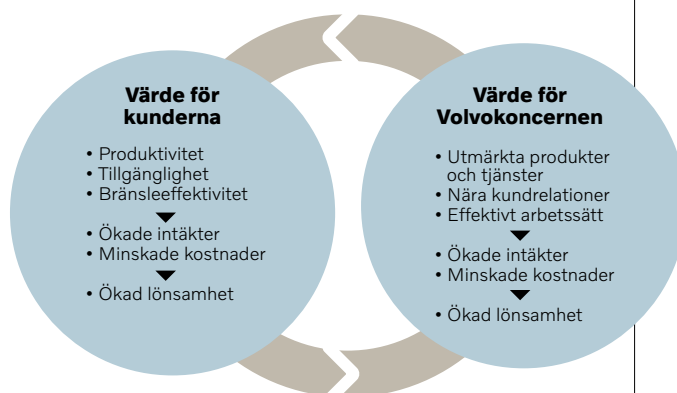 Värde för
kunderna
• Produktivitet
• Tillgänglighet
• Bränsleeffektivitet
• Ökade intäkter
• Minskade kostnader
• Ökad lönsamhet
Värde för
Volvokoncernen
• Utmärkta produkter
och tjänster
• Nära kundrelationer
• Effektivt arbetssätt
• Ökade intäkter
• Minskade kostnader
• Ökad lönsamhet